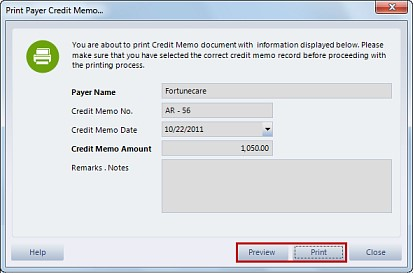 Print Payer Credit Memo...
You are about to print Credit Memo document with information displayed below. Please
make sure that you have selected the correct credit memo record before proceeding with
the printing process.
Payer Name Fortunecare
Credit Memo No. AR - 56
Credit Memo Date 10/22/2011
Credit Memo Amount 1,050.00
Remarks . Notes
Help Preview Print Close